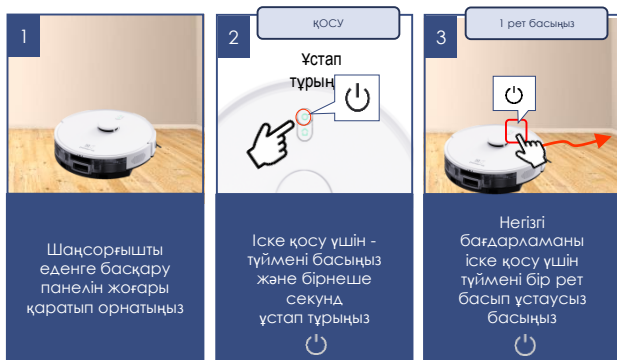 1
Шаңсорғышты
еденге басқару
панелін жоғары
қаратып орнатыңыз
2
ҚОСУ
Ұстап
тұрың
Іске қосу үшін -
түймені басыңыз
және бірнеше
секунд
ұстап тұрыңыз
3
1 рет басыңыз
Негізгі
бағдарламаны
іске қосу үшін
түймені бір рет
басып ұстаусыз
басыңыз